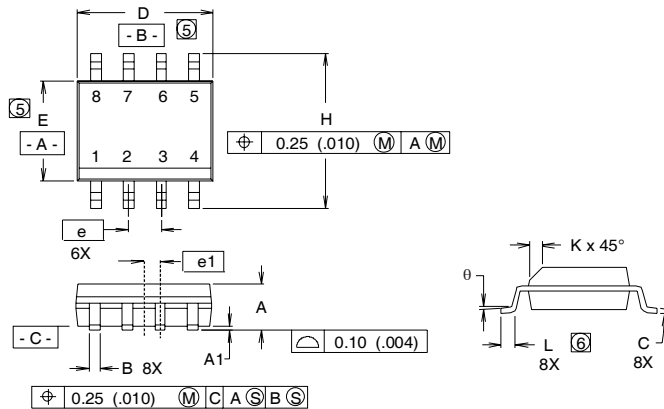 D
- B -
5
8 7 6 5
5
E
- A -
H
⌖ 0.25 (.010) Ⓜ A Ⓜ
1 2 3 4
e
6X
e1
K x 45°
θ
A
- C -
A1
⌓ 0.10 (.004)
B 8X
L 6
8X
C
8X
⌖ 0.25 (.010) Ⓜ C A Ⓢ B Ⓢ